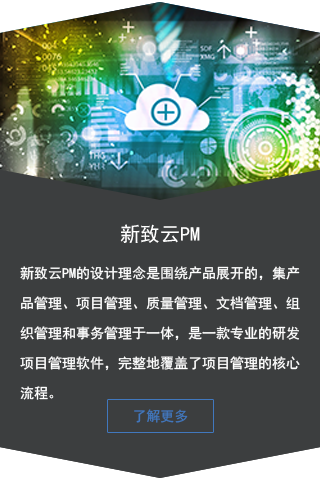 新致云PM
新致云PM的设计理念是围绕产品展开的，集产
品管理、项目管理、质量管理、文档管理、组
织管理和事务管理于一体，是一款专业的研发
项目管理软件，完整地覆盖了项目管理的核心
流程。
了解更多